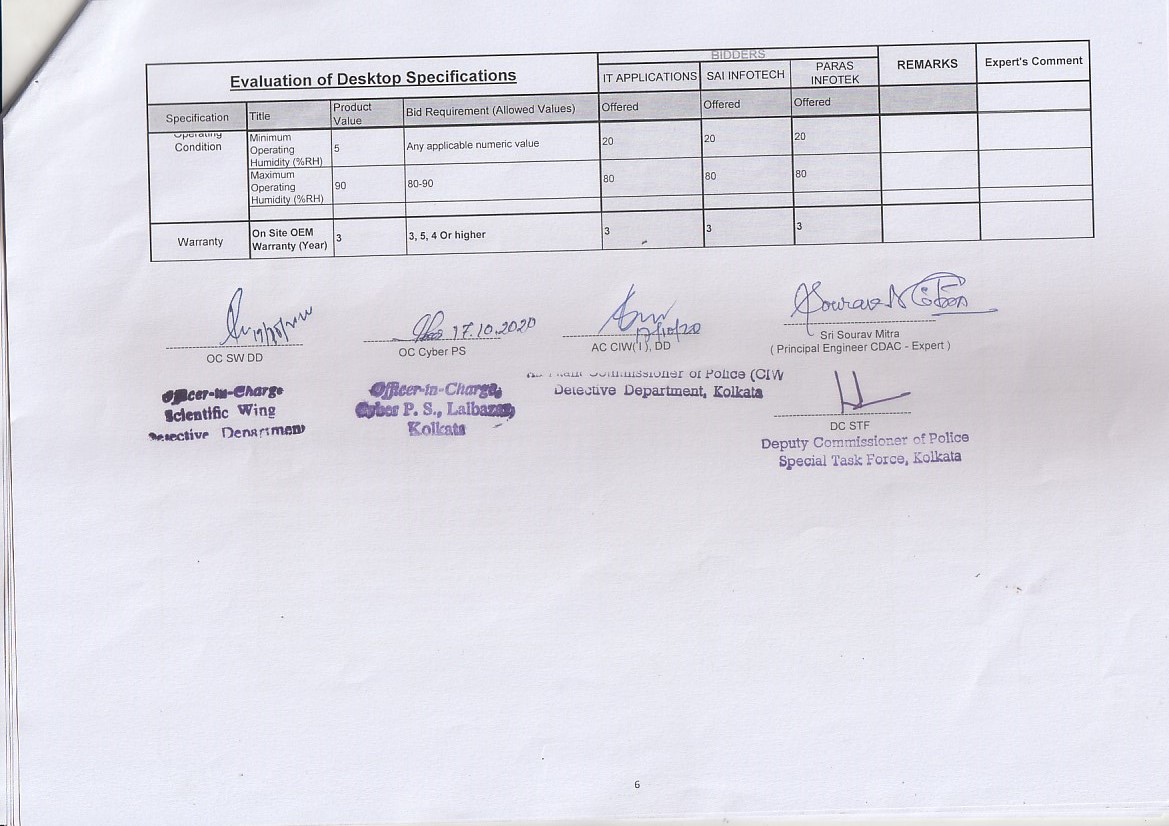 BIDDERS
Evaluation of Desktop Specifications
IT APPLICATIONS
SAI INFOTECH
PARAS
INFOTEK
REMARKS
Expert's Comment
Specification
Title
Product
Value
Bid Requirement (Allowed Values)
Offered
Offered
Offered
Operating
Condition
Minimum
Operating
Humidity (%RH)
5
Any applicable numeric value
20
20
20
Maximum
Operating
Humidity (%RH)
90
80-90
80
80
80
Warranty
On Site OEM
Warranty (Year)
3
3, 5, 4 Or higher
3
3
3
17.10.2020
17/10/20
OC SW DD
OC Cyber PS
AC CIW(1), DD
Sri Sourav Mitra
( Principal Engineer CDAC - Expert )
Officer-in-Charge
Scientific Wing
Detective Department
Officer-in-Charge,
Cyber P. S., Lalbazar,
Kolkata
Commissioner of Police (CIW
Detective Department, Kolkata
DC STF
Deputy Commissioner of Police
Special Task Force, Kolkata
6